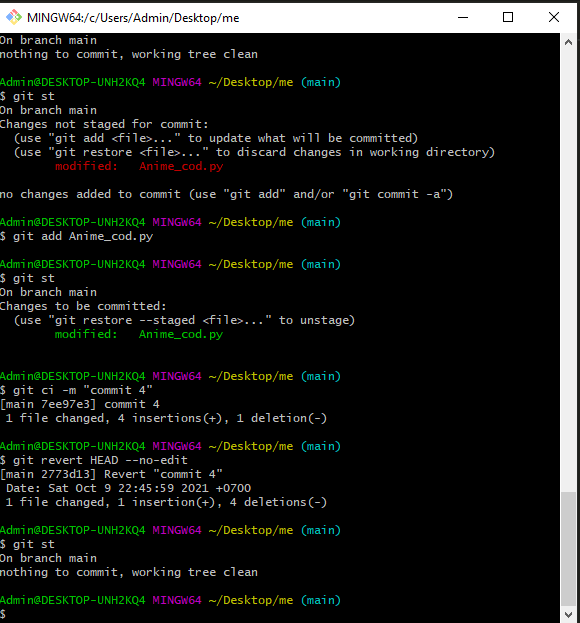 MINGW64:/c/Users/Admin/Desktop/me
On branch main
nothing to commit, working tree clean
Admin@DESKTOP-UNH2KQ4 MINGW64 ~/Desktop/me (main)
$ git st
On branch main
Changes not staged for commit:
  (use "git add <file>..." to update what will be committed)
  (use "git restore <file>..." to discard changes in working directory)
        modified:   Anime_cod.py
no changes added to commit (use "git add" and/or "git commit -a")
Admin@DESKTOP-UNH2KQ4 MINGW64 ~/Desktop/me (main)
$ git add Anime_cod.py
Admin@DESKTOP-UNH2KQ4 MINGW64 ~/Desktop/me (main)
$ git st
On branch main
Changes to be committed:
  (use "git restore --staged <file>..." to unstage)
        modified:   Anime_cod.py
Admin@DESKTOP-UNH2KQ4 MINGW64 ~/Desktop/me (main)
$ git ci -m "commit 4"
[main 7ee97e3] commit 4
 1 file changed, 4 insertions(+), 1 deletion(-)
Admin@DESKTOP-UNH2KQ4 MINGW64 ~/Desktop/me (main)
$ git revert HEAD --no-edit
[main 2773d13] Revert "commit 4"
 Date: Sat Oct 9 22:45:59 2021 +0700
 1 file changed, 1 insertion(+), 4 deletions(-)
Admin@DESKTOP-UNH2KQ4 MINGW64 ~/Desktop/me (main)
$ git st
On branch main
nothing to commit, working tree clean
Admin@DESKTOP-UNH2KQ4 MINGW64 ~/Desktop/me (main)
$